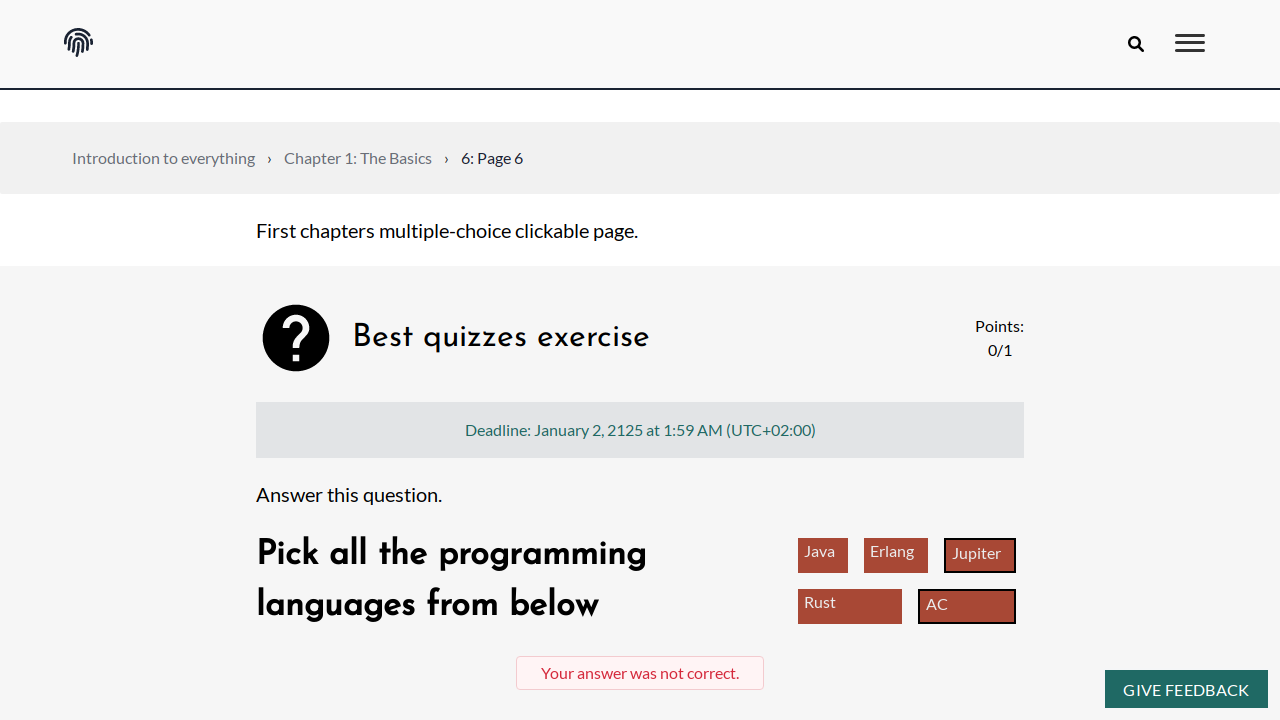 Introduction to everything › Chapter 1: The Basics › 6: Page 6
First chapters multiple-choice clickable page.
Best quizzes exercise
Points:
0/1
Deadline: January 2, 2125 at 1:59 AM (UTC+02:00)
Answer this question.
Pick all the programming
languages from below
Java Erlang Jupiter
Rust AC
Your answer was not correct.
GIVE FEEDBACK